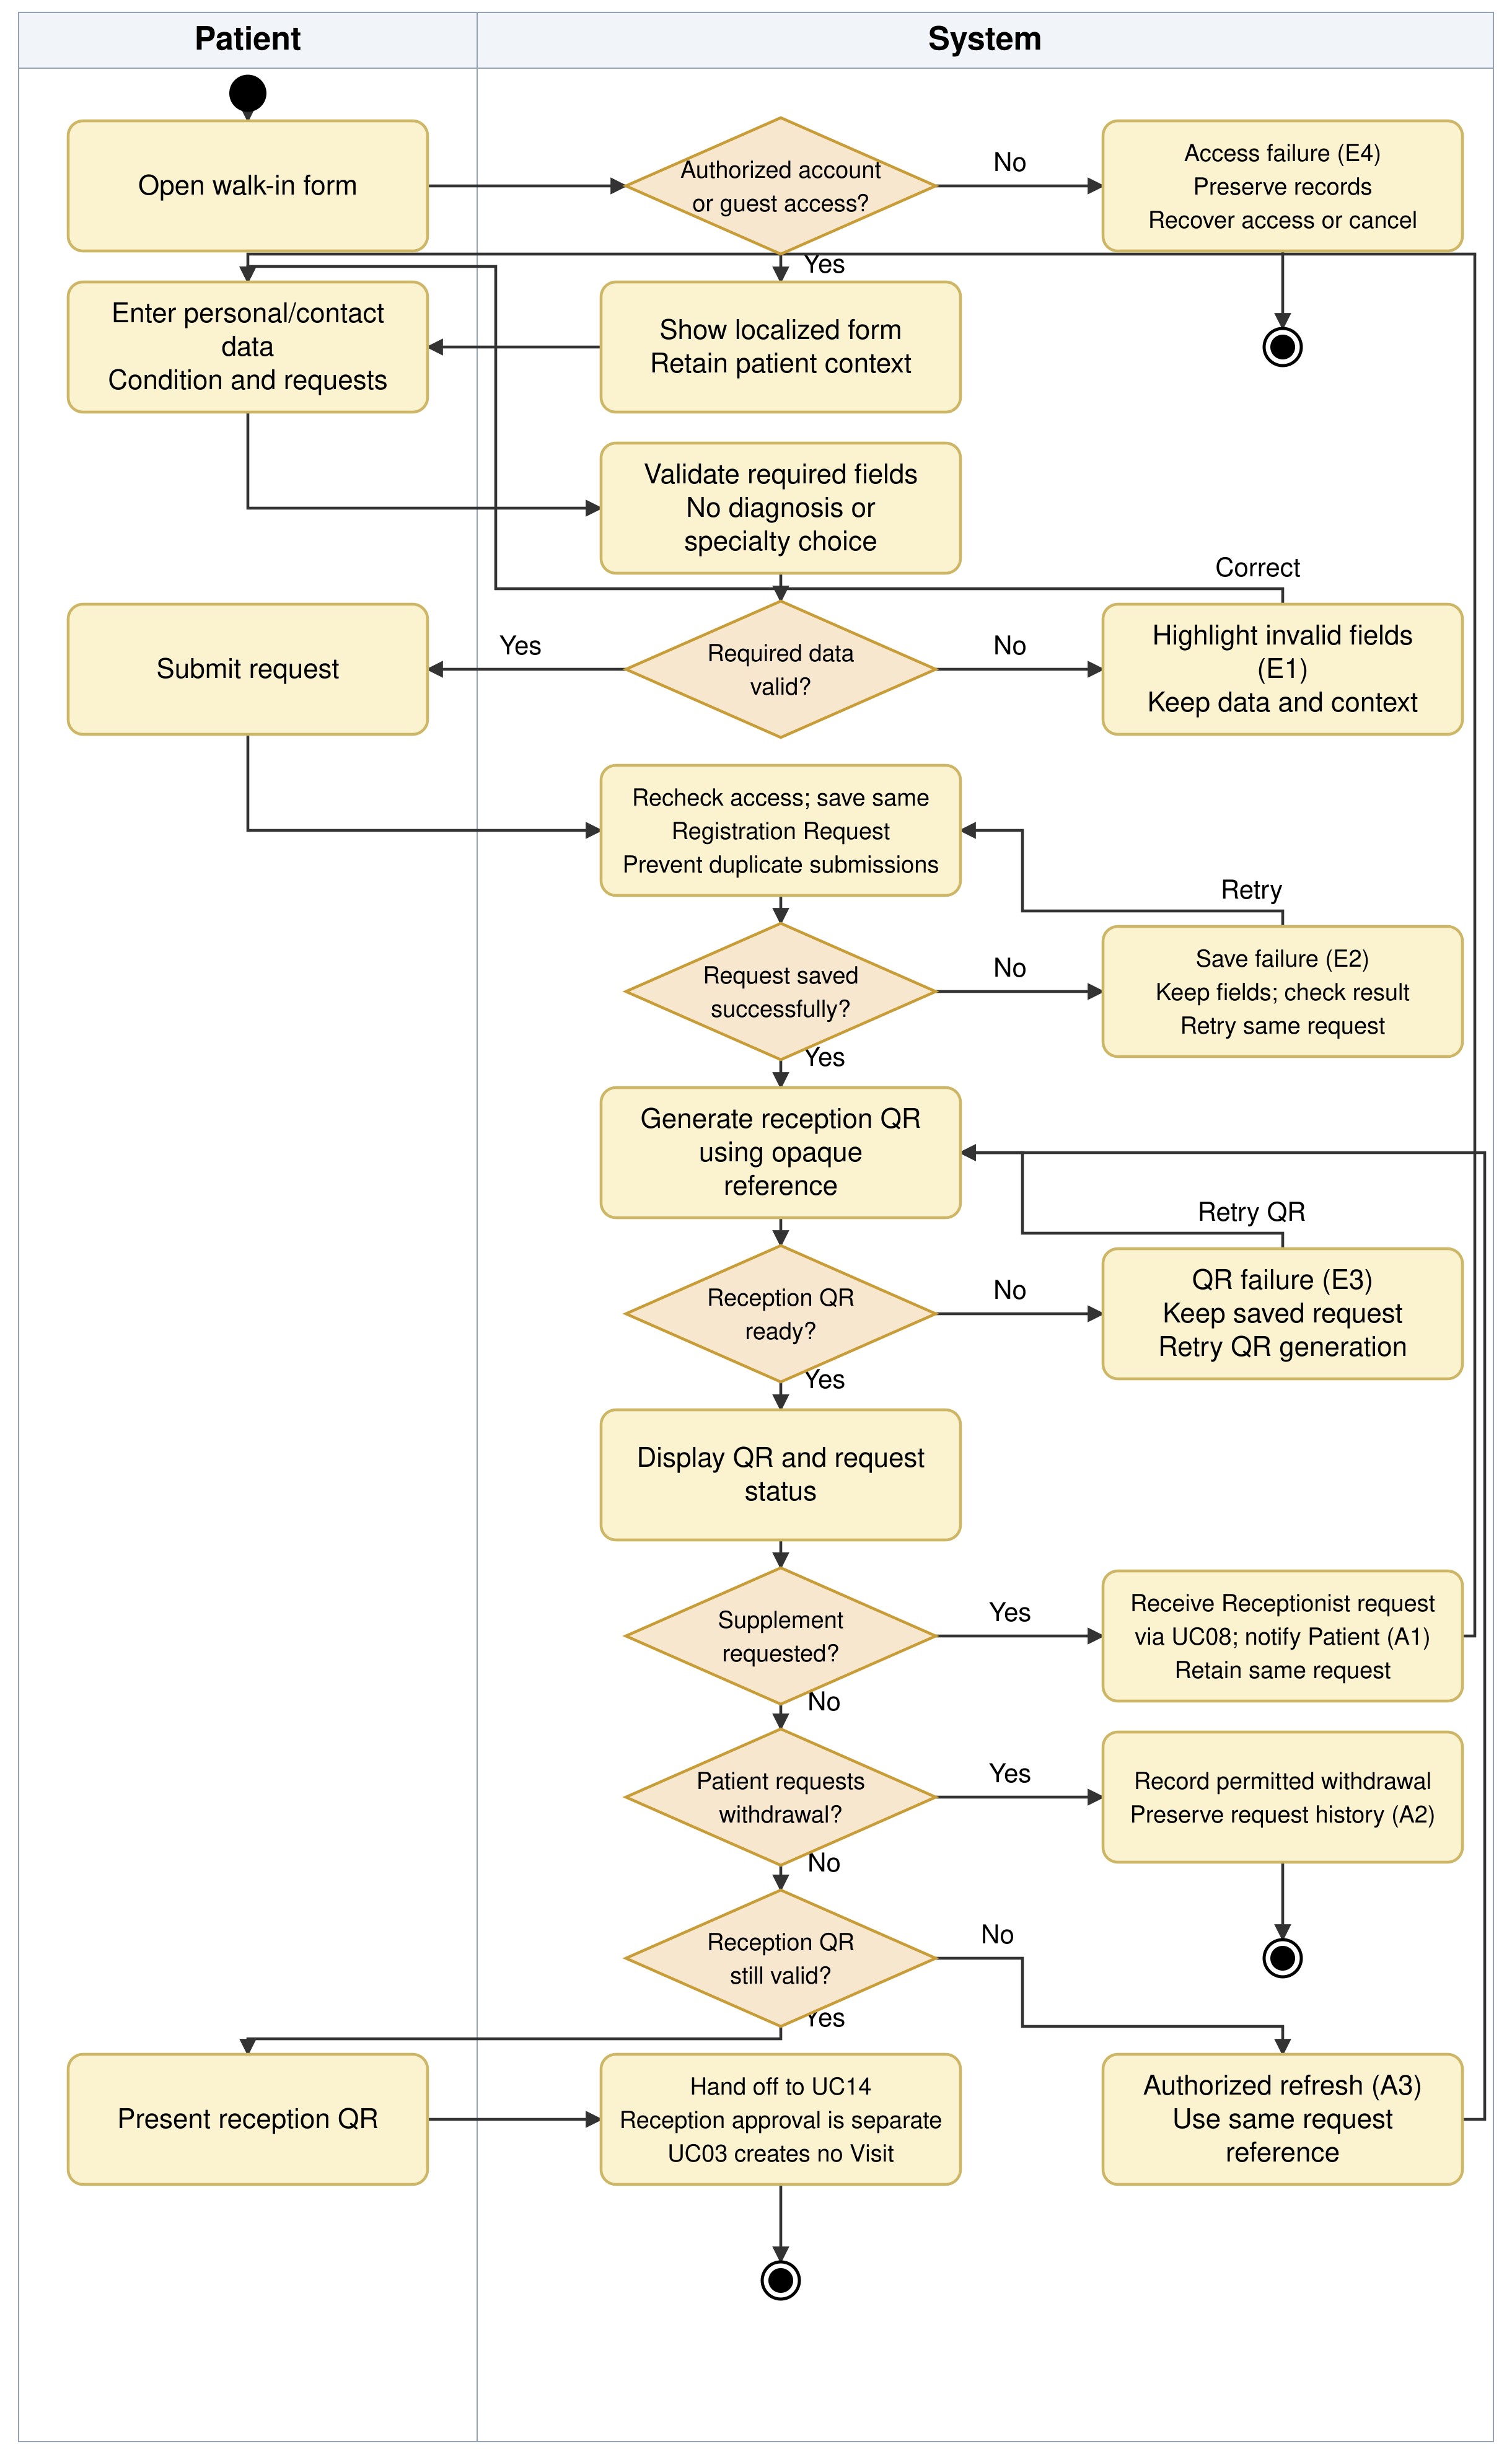 Patient
System
Open walk-in form
Authorized account
or guest access?
No
Access failure (E4)
Preserve records
Recover access or cancel
Yes
Enter personal/contact
data
Condition and requests
Show localized form
Retain patient context
Validate required fields
No diagnosis or
specialty choice
Correct
Submit request
Yes
Required data
valid?
No
Highlight invalid fields
(E1)
Keep data and context
Recheck access; save same
Registration Request
Prevent duplicate submissions
Retry
Request saved
successfully?
No
Save failure (E2)
Keep fields; check result
Retry same request
Yes
Generate reception QR
using opaque
reference
Retry QR
Reception QR
ready?
No
QR failure (E3)
Keep saved request
Retry QR generation
Yes
Display QR and request
status
Supplement
requested?
Yes
Receive Receptionist request
via UC08; notify Patient (A1)
Retain same request
No
Patient requests
withdrawal?
Yes
Record permitted withdrawal
Preserve request history (A2)
No
Reception QR
still valid?
No
Yes
Present reception QR
Hand off to UC14
Reception approval is separate
UC03 creates no Visit
Authorized refresh (A3)
Use same request
reference